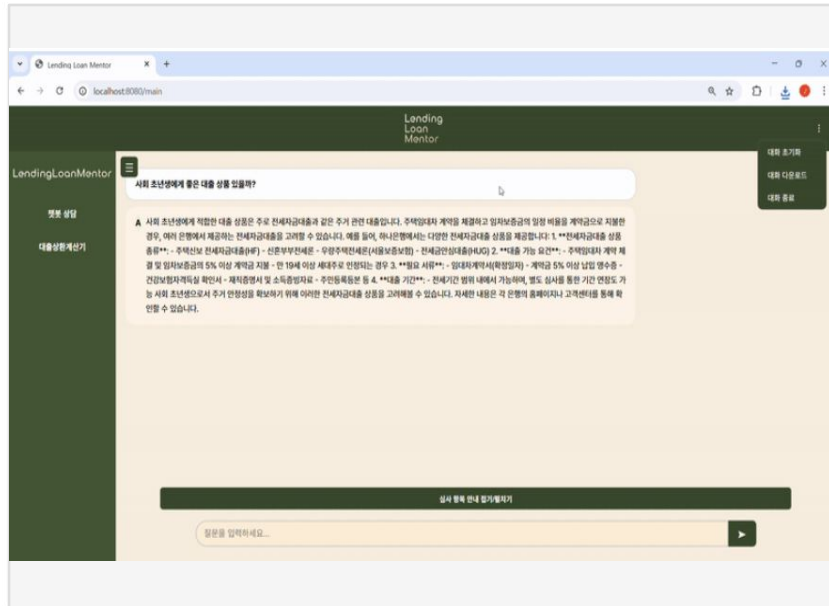 Lending Loan Mentor
localhost:8080/main
Lending
Loan
Mentor
대화 초기화
대화 다운로드
대화 종료
LendingLoanMentor
챗봇 상담
대출상환계산기
사회 초년생에게 좋은 대출 상품 있을까?
A 사회 초년생에게 적합한 대출 상품은 주로 전세자금대출과 같은 주거 관련 대출입니다. 주택임대차 계약을 체결하고 임차보증금의 일정 비율을 계약금으로 지불한
경우, 여러 은행에서 제공하는 전세자금대출을 고려할 수 있습니다. 예를 들어, 하나은행에서는 다양한 전세자금대출 상품을 제공합니다: 1. **전세자금대출 상품
종류**: - 주택신보 전세자금대출(HF) - 신혼부부전세론 - 우량주택전세론(서울보증보험) - 전세금안심대출(HUG) 2. **대출 가능 요건**: - 주택임대차 계약 체
결 및 임차보증금의 5% 이상 계약금 지불 - 만 19세 이상 세대주로 인정되는 경우 3. **필요 서류**: - 임대차계약서(확정일자) - 계약금 5% 이상 납입 영수증 -
건강보험자격득실 확인서 - 재직증명서 및 소득증빙자료 - 주민등록등본 등 4. **대출 기간**: - 전세기간 범위 내에서 가능하며, 별도 심사를 통한 기간 연장도 가
능 사회 초년생으로서 주거 안정성을 확보하기 위해 이러한 전세자금대출 상품을 고려해볼 수 있습니다. 자세한 내용은 각 은행의 홈페이지나 고객센터를 통해 확
인할 수 있습니다.
심사 항목 안내 접기/펼치기
질문을 입력하세요...